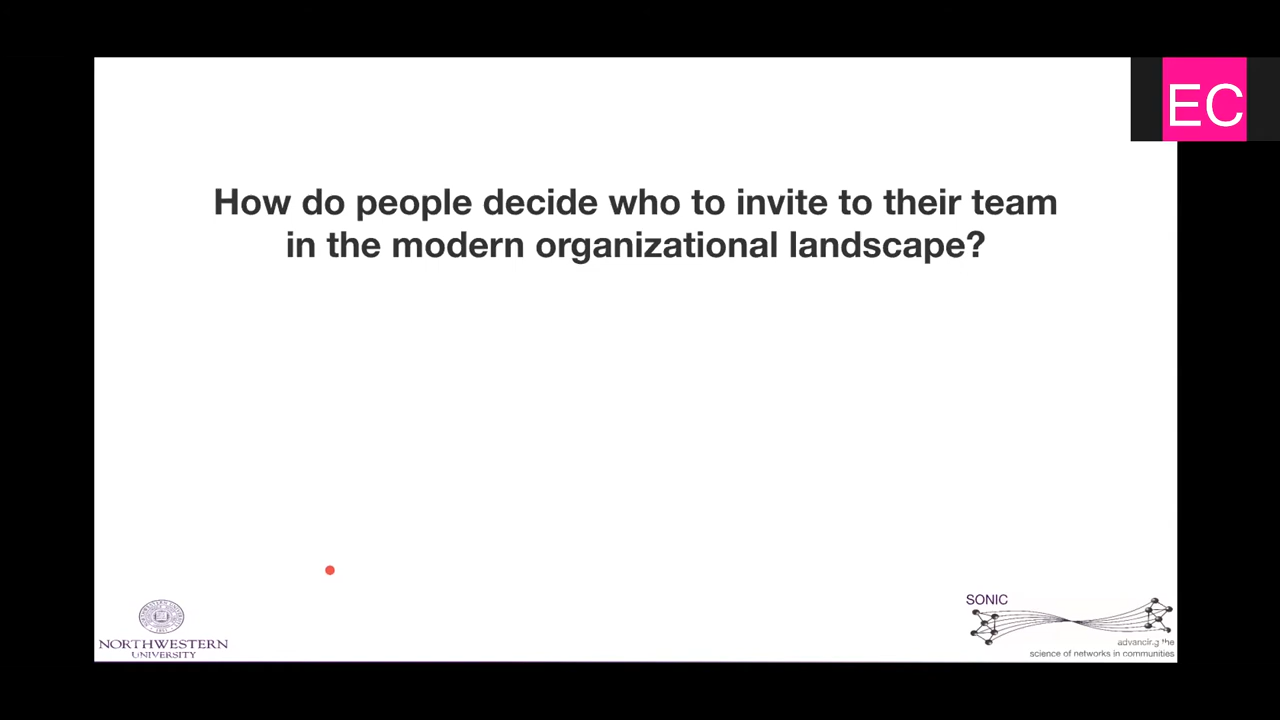 EC
How do people decide who to invite to their team
in the modern organizational landscape?
SONIC
NORTHWESTERN
UNIVERSITY
advancing the
science of networks in communities